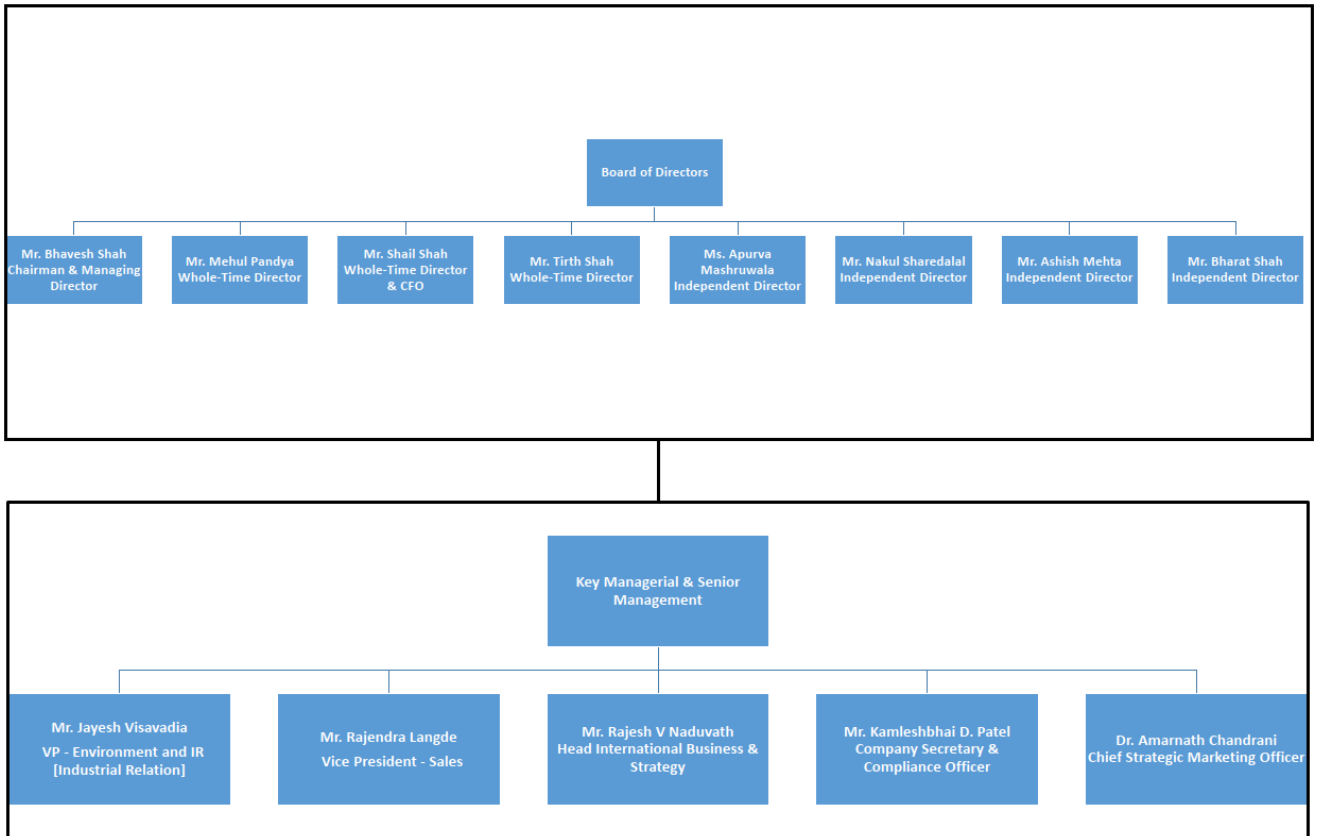 Board of Directors
Mr. Bhavesh Shah
Chairman & Managing
Director
Mr. Mehul Pandya
Whole-Time Director
Mr. Shail Shah
Whole-Time Director
& CFO
Mr. Tirth Shah
Whole-Time Director
Ms. Apurva
Mashruwala
Independent Director
Mr. Nakul Sharedalal
Independent Director
Mr. Ashish Mehta
Independent Director
Mr. Bharat Shah
Independent Director
Key Managerial & Senior
Management
Mr. Jayesh Visavadia
VP - Environment and IR
[Industrial Relation]
Mr. Rajendra Langde
Vice President - Sales
Mr. Rajesh V Naduvath
Head International Business &
Strategy
Mr. Kamleshbhai D. Patel
Company Secretary &
Compliance Officer
Dr. Amarnath Chandrani
Chief Strategic Marketing Officer